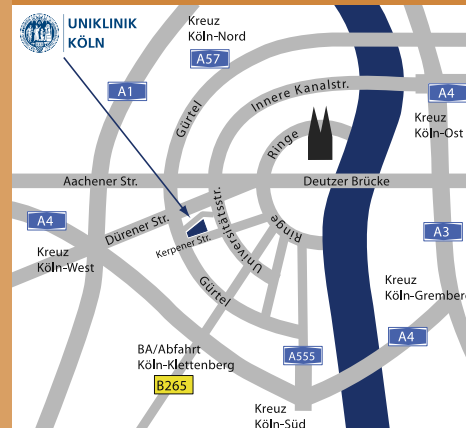 UNIKLINIK
KÖLN
Kreuz
Köln-Nord
A57
A1
Innere Kanalstr.
A4
Gürtel
Kreuz
Köln-Ost
Ringe
Aachener Str.
Deutzer Brücke
A4
Dürener Str.
Universitätsstr.
Kerpener Str.
Ringe
A3
Kreuz
Köln-West
Gürtel
Kreuz
Köln-Gremberg
A4
BA/Abfahrt
Köln-Klettenberg
A555
B265
Kreuz
Köln-Süd